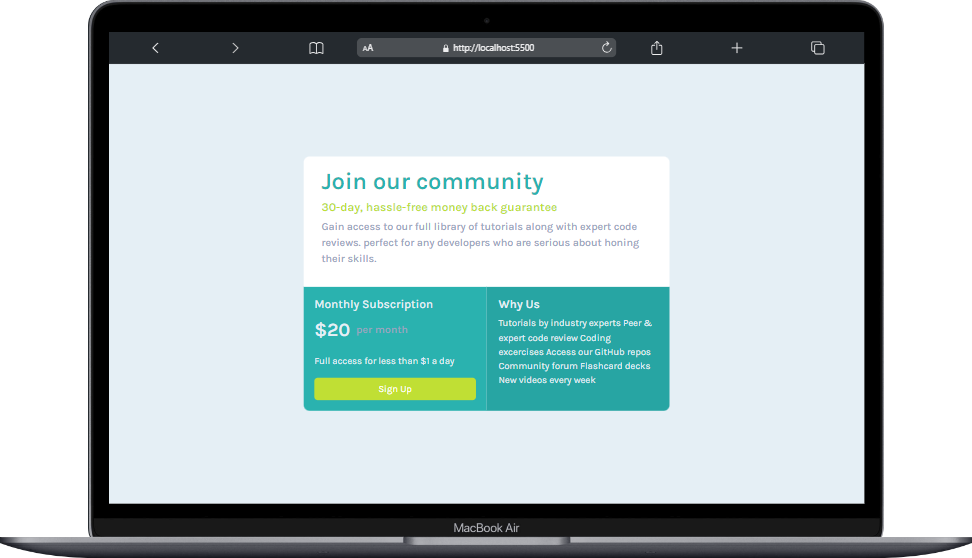 AA
http://localhost:5500
Join our community
30-day, hassle-free money back guarantee
Gain access to our full library of tutorials along with expert code
reviews. perfect for any developers who are serious about honing
their skills.
Monthly Subscription
$20 per month
Full access for less than $1 a day
Sign Up
Why Us
Tutorials by industry experts Peer &
expert code review Coding
excercises Access our GitHub repos
Community forum Flashcard decks
New videos every week
MacBook Air